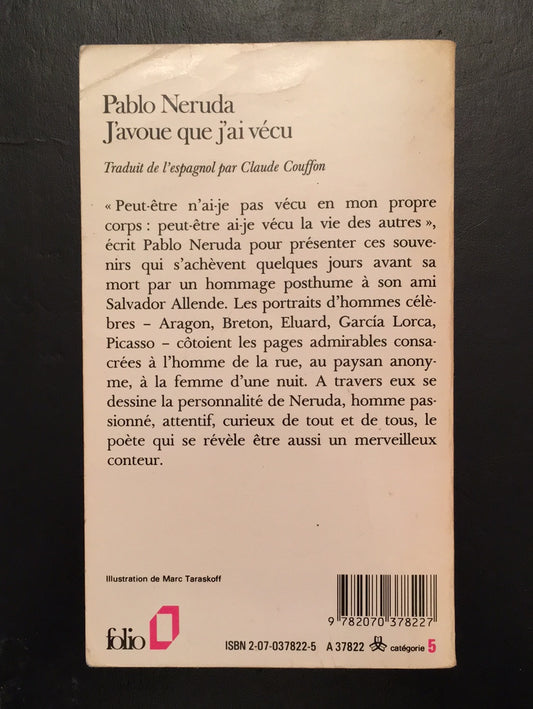 Pablo Neruda
J'avoue que j'ai vécu
Traduit de l'espagnol par Claude Couffon
« Peut-être n'ai-je pas vécu en mon propre
corps : peut-être ai-je vécu la vie des autres »,
écrit Pablo Neruda pour présenter ces souve-
nirs qui s'achèvent quelques jours avant sa
mort par un hommage posthume à son ami
Salvador Allende. Les portraits d'hommes célè-
bres – Aragon, Breton, Eluard, García Lorca,
Picasso – côtoient les pages admirables consa-
crées à l'homme de la rue, au paysan anony-
me, à la femme d'une nuit. A travers eux se
dessine la personnalité de Neruda, homme pas-
sionné, attentif, curieux de tout et de tous, le
poète qui se révèle être aussi un merveilleux
conteur.
Illustration de Marc Taraskoff
9 782070 378227
folio
ISBN 2-07-037822-5 A 37822 catégorie 5